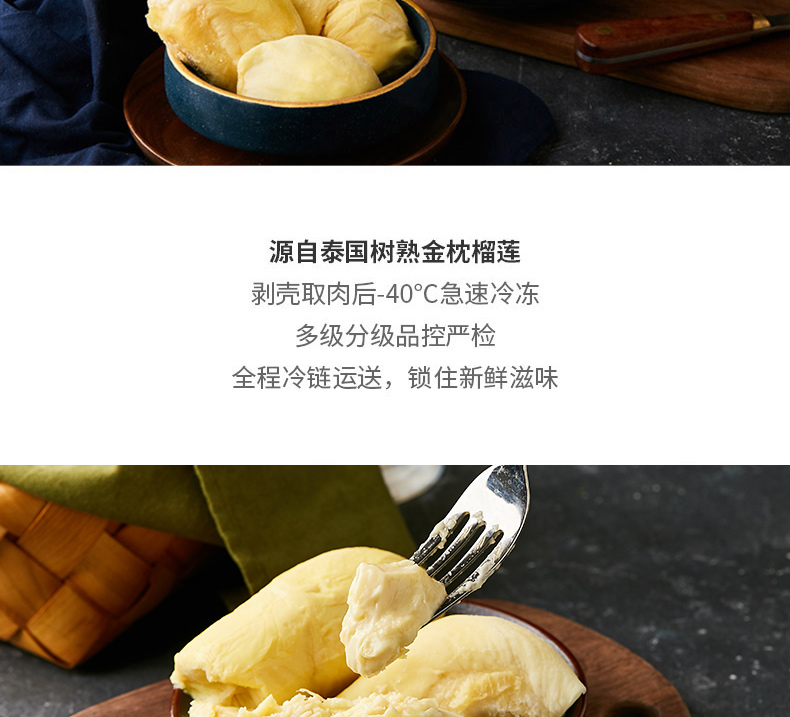 源自泰国树熟金枕榴莲
剥壳取肉后-40℃急速冷冻
多级分级品控严检
全程冷链运送，锁住新鲜滋味